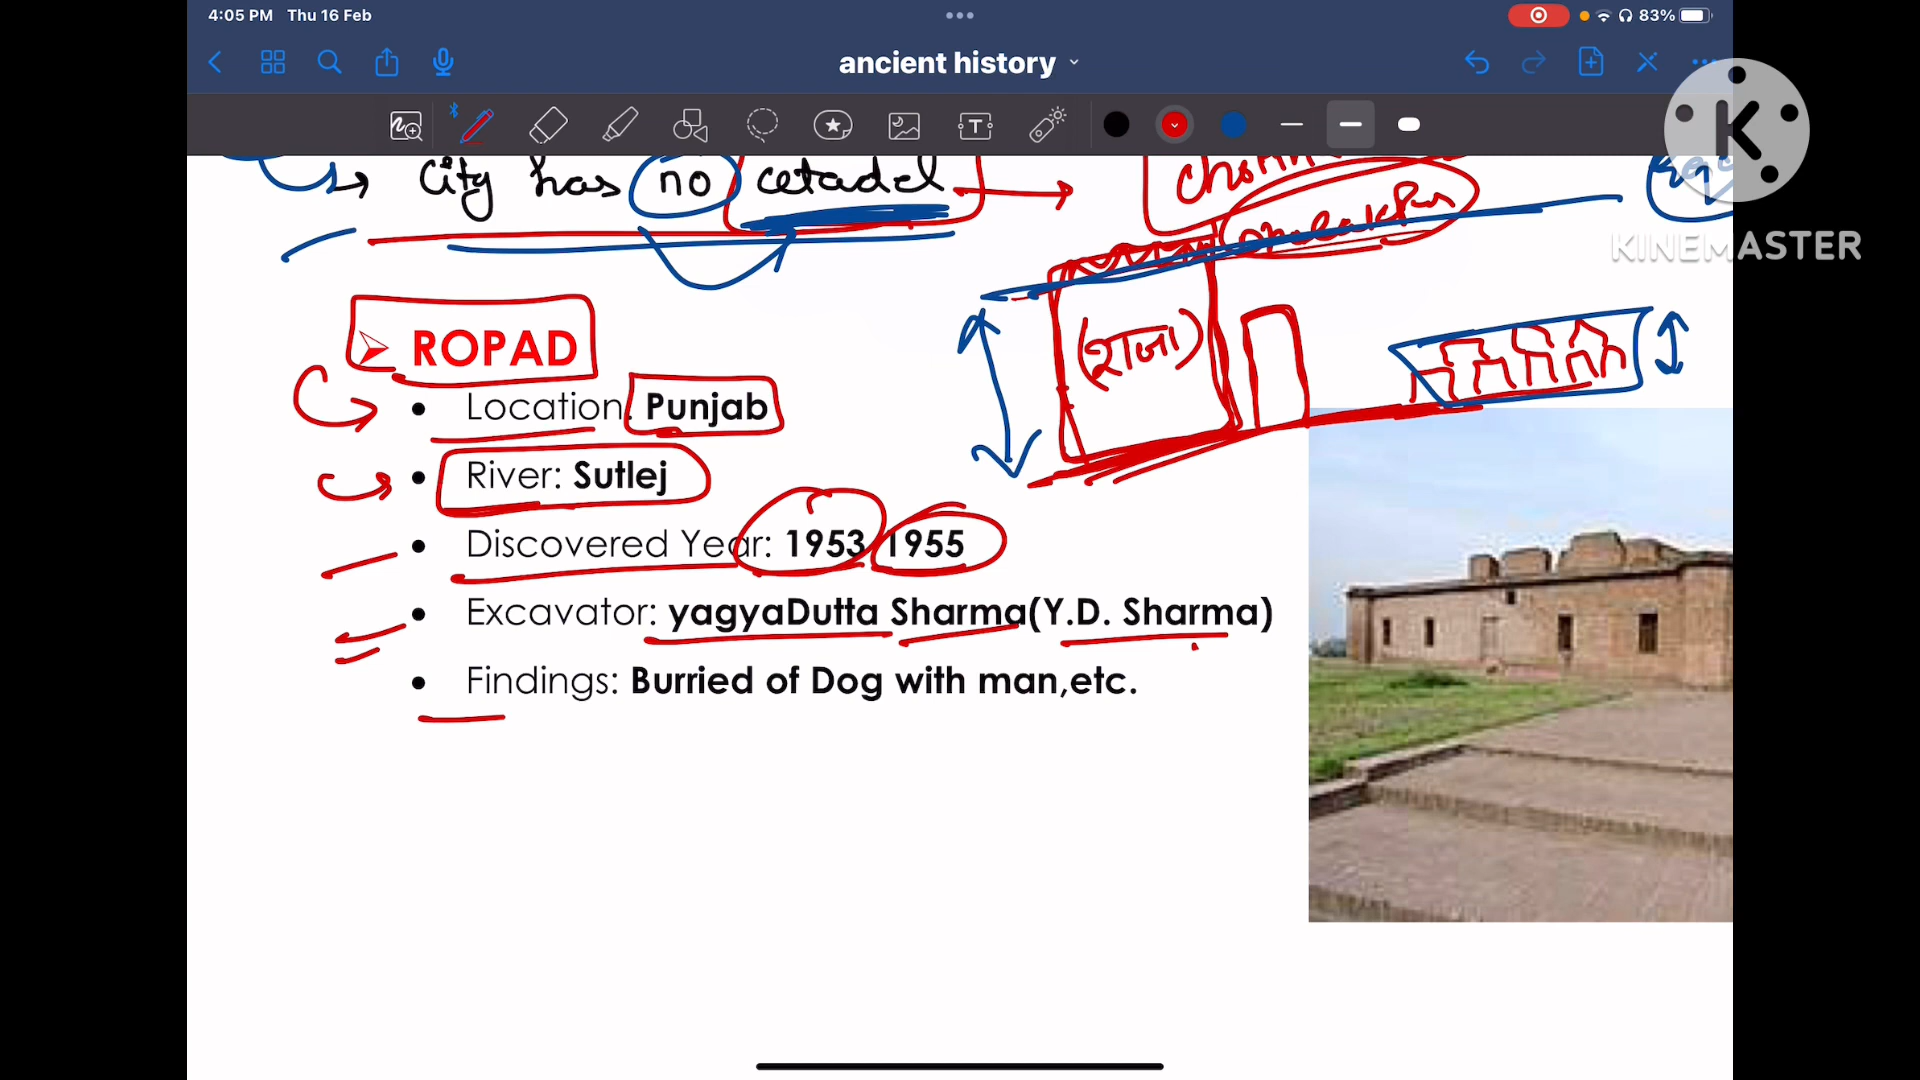 4:05 PM Thu 16 Feb
83%
ancient history
K
KINEMASTER
City has no cetadel
(राजा)
ROPAD
Location: Punjab
River: Sutlej
Discovered Year: 1953 1955
Excavator: yagyaDutta Sharma(Y.D. Sharma)
Findings: Burried of Dog with man,etc.